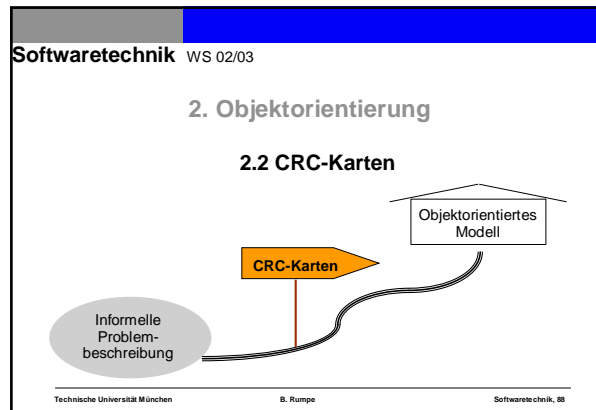 Softwaretechnik WS 02/03
2. Objektorientierung
2.2 CRC-Karten
Objektorientiertes
Modell
CRC-Karten
Informelle
Problem-
beschreibung
Technische Universität München B. Rumpe Softwaretechnik, 88